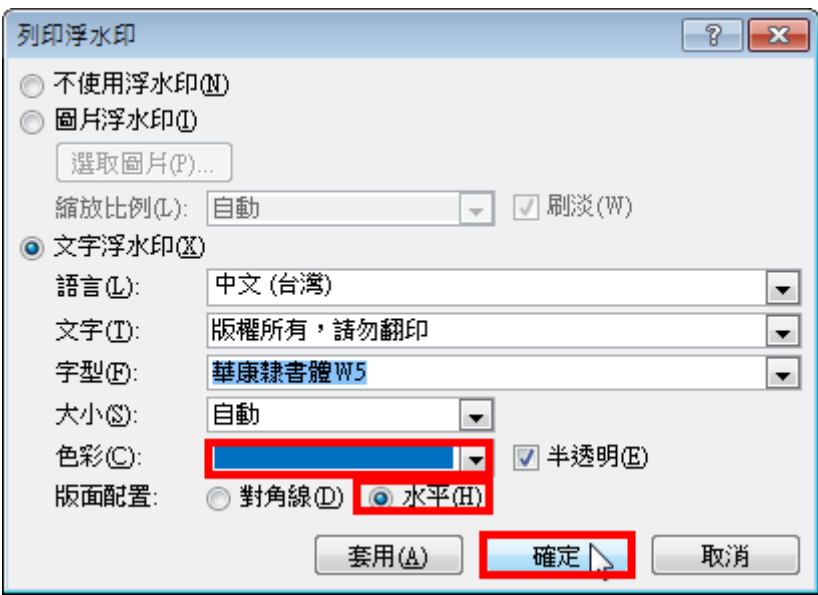 列印浮水印
不使用浮水印(N)
圖片浮水印(I)
選取圖片(P)...
縮放比例(L): 自動 刷淡(W)
文字浮水印(X)
語言(L): 中文 (台灣)
文字(T): 版權所有，請勿翻印
字型(F): 華康隸書體W5
大小(S): 自動
色彩(C): 半透明(E)
版面配置: 對角線(D) 水平(H)
套用(A) 確定 取消